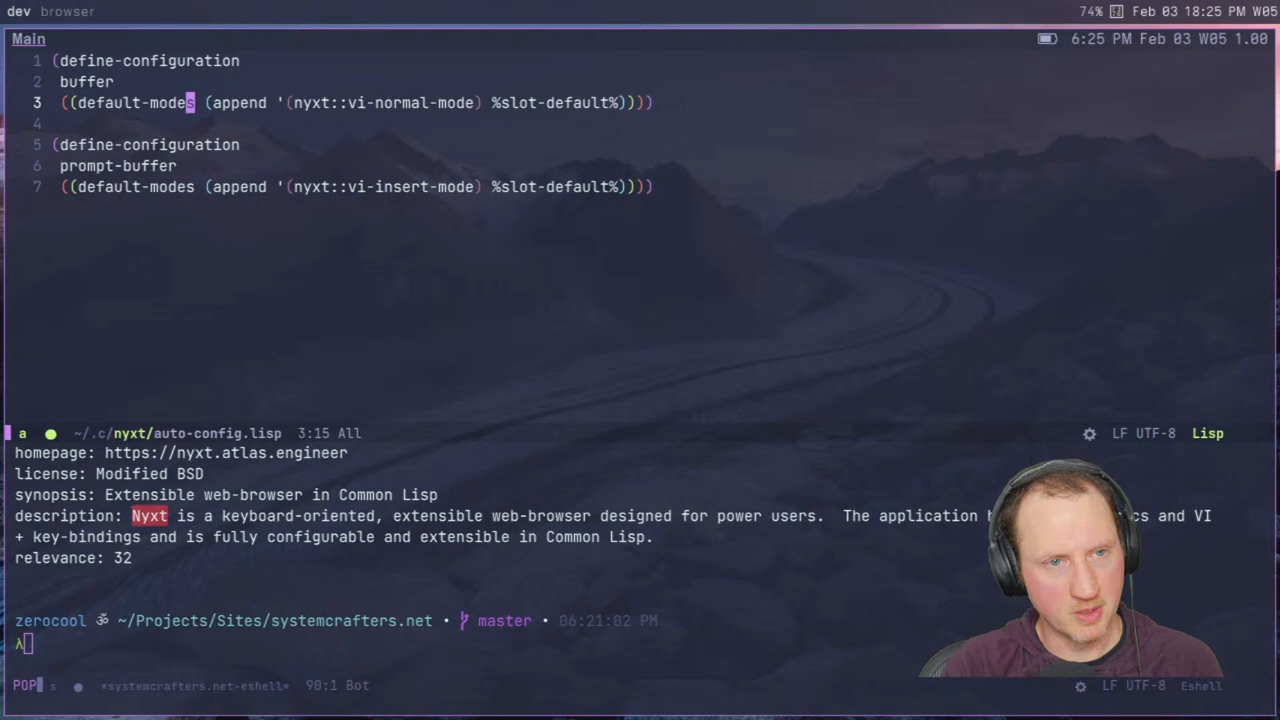 dev browser 74% Feb 03 18:25 PM W05
Main 6:25 PM Feb 03 W05 1.00
1 (define-configuration
2 buffer
3 ((default-modes (append '(nyxt::vi-normal-mode) %slot-default%))))
4
5 (define-configuration
6 prompt-buffer
7 ((default-modes (append '(nyxt::vi-insert-mode) %slot-default%))))
a ● ~/.c/nyxt/auto-config.lisp 3:15 All LF UTF-8 Lisp
homepage: https://nyxt.atlas.engineer
license: Modified BSD
synopsis: Extensible web-browser in Common Lisp
description: Nyxt is a keyboard-oriented, extensible web-browser designed for power users. The application and VI
+ key-bindings and is fully configurable and extensible in Common Lisp.
relevance: 32
zerocool ॐ ~/Projects/Sites/systemcrafters.net • master • 06:21:02 PM
λ
POP s ● *systemcrafters.net-eshell* 90:1 Bot LF UTF-8 Eshell